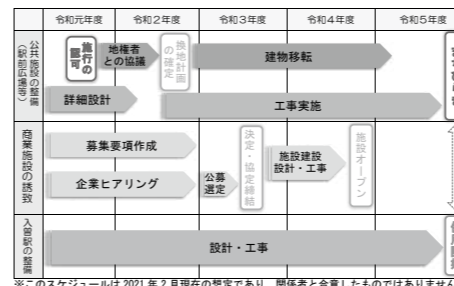 令和元年度 令和２年度 令和３年度 令和４年度 令和５年度
公共施設の整備
（駅前広場等）
施行の
認可
地権者
との協議
換地計画
の確定
建物移転
詳細設計
工事実施
商業施設の誘致
募集要項作成
企業ヒアリング
公募
選定
決定・協定締結
施設建設
設計・工事
施設オープン
入曽駅の整備
設計・工事
※このスケジュールは 2021 年 2 月現在の想定であり、関係者と合意したものではありません